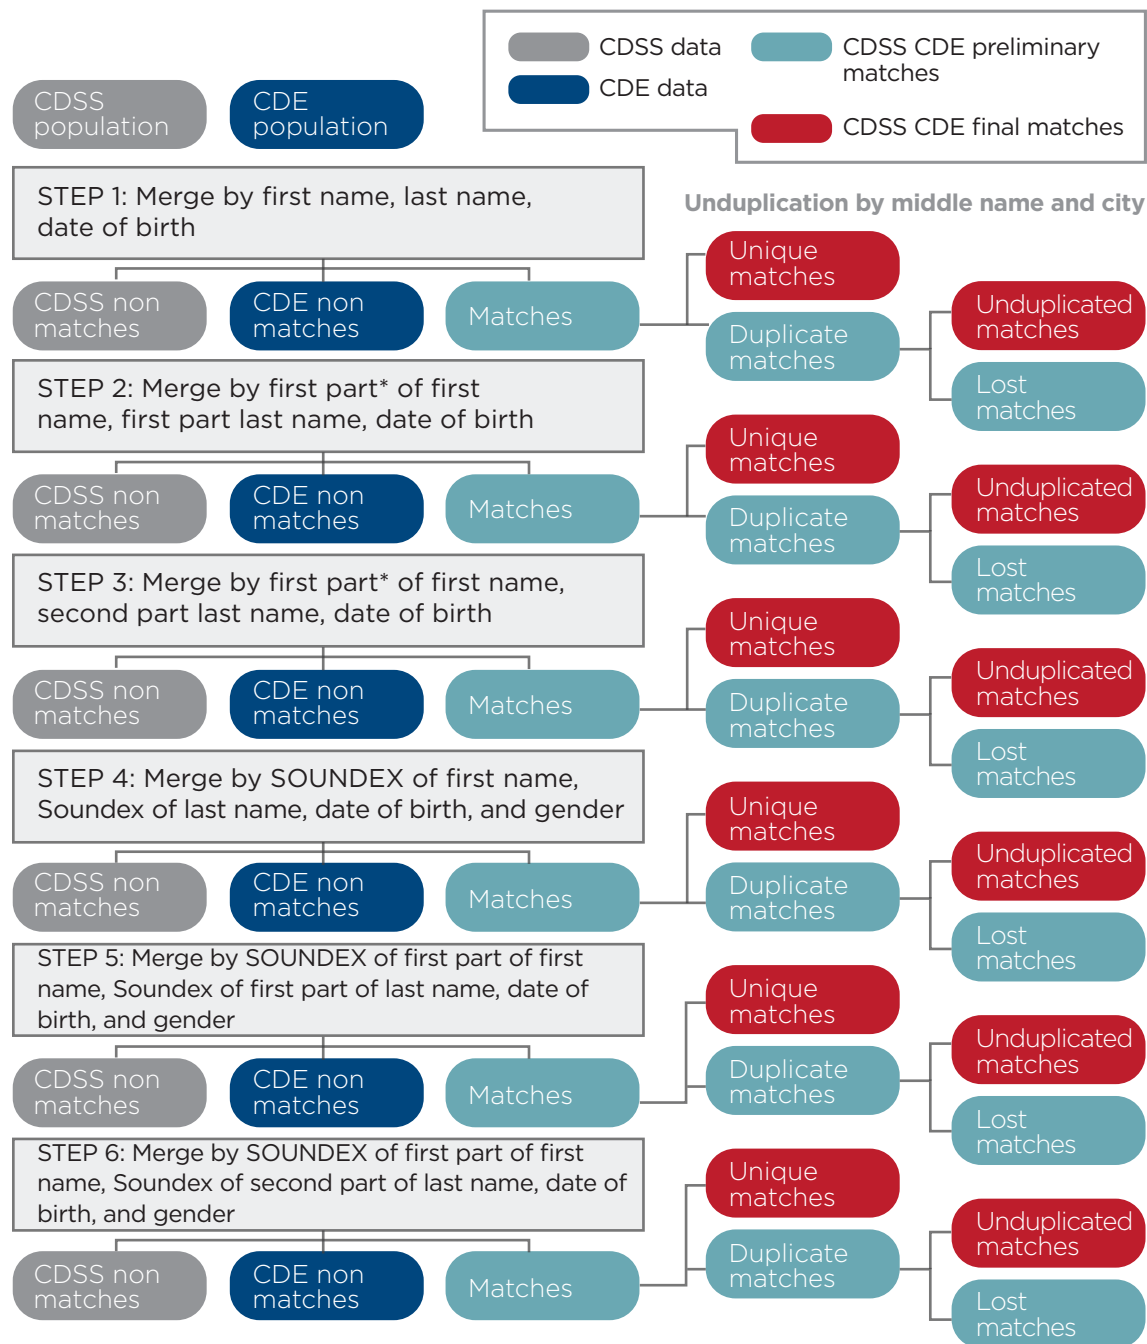 CDSS data
CDE data
CDSS CDE preliminary
matches
CDSS CDE final matches
CDSS
population
CDE
population
STEP 1: Merge by first name, last name,
date of birth
Unduplication by middle name and city
CDSS non
matches
CDE non
matches
Matches
Unique
matches
Duplicate
matches
Unduplicated
matches
Lost
matches
STEP 2: Merge by first part* of first
name, first part last name, date of birth
CDSS non
matches
CDE non
matches
Matches
Unique
matches
Duplicate
matches
Unduplicated
matches
Lost
matches
STEP 3: Merge by first part* of first name,
second part last name, date of birth
CDSS non
matches
CDE non
matches
Matches
Unique
matches
Duplicate
matches
Unduplicated
matches
Lost
matches
STEP 4: Merge by SOUNDEX of first name,
Soundex of last name, date of birth, and gender
CDSS non
matches
CDE non
matches
Matches
Unique
matches
Duplicate
matches
Unduplicated
matches
Lost
matches
STEP 5: Merge by SOUNDEX of first part of first
name, Soundex of first part of last name, date of
birth, and gender
CDSS non
matches
CDE non
matches
Matches
Unique
matches
Duplicate
matches
Unduplicated
matches
Lost
matches
STEP 6: Merge by SOUNDEX of first part of first
name, Soundex of second part of last name, date of
birth, and gender
CDSS non
matches
CDE non
matches
Matches
Unique
matches
Duplicate
matches
Unduplicated
matches
Lost
matches